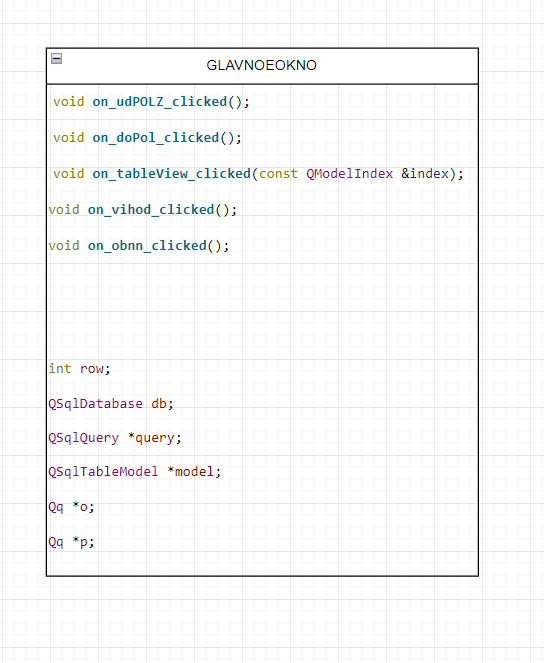 GLAVNOEOKNO
void on_udPOLZ_clicked();
void on_doPol_clicked();
void on_tableView_clicked(const QModelIndex &index);
void on_vihod_clicked();
void on_obnn_clicked();
int row;
QSqlDatabase db;
QSqlQuery *query;
QSqlTableModel *model;
Qq *o;
Qq *p;